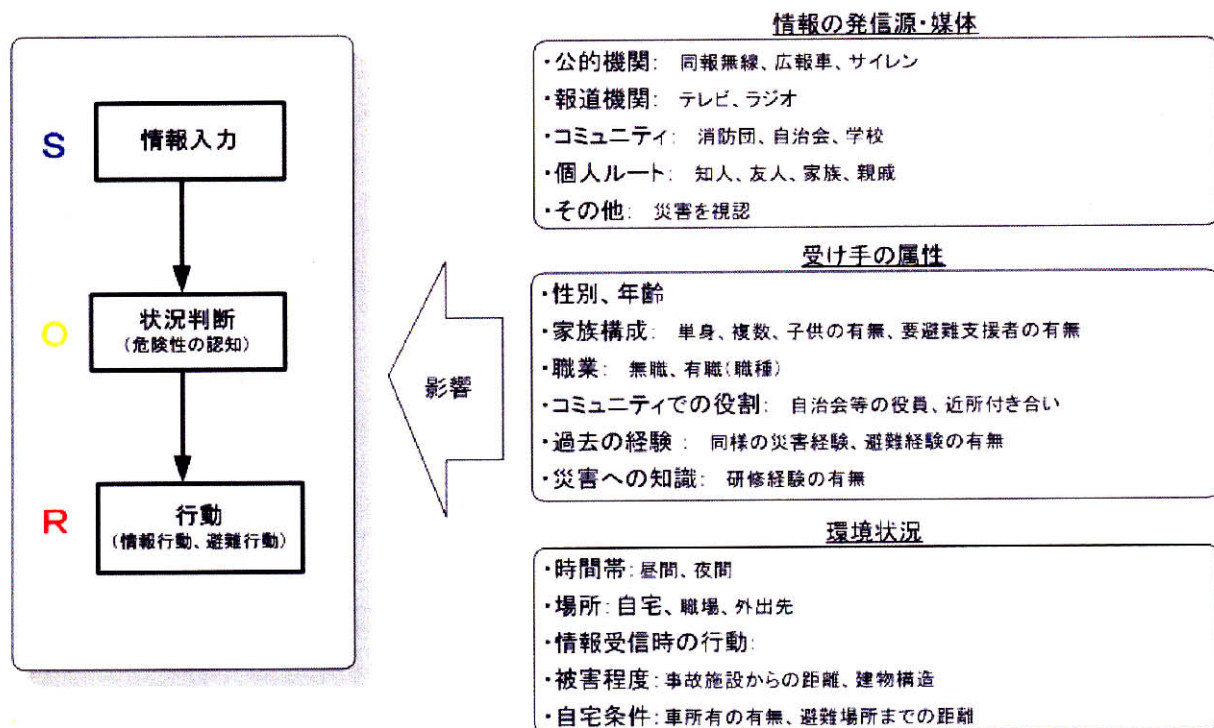 S
情報入力
O
状況判断
(危険性の認知)
R
行動
(情報行動、避難行動)
影響
情報の発信源・媒体
・公的機関: 同報無線、広報車、サイレン
・報道機関: テレビ、ラジオ
・コミュニティ: 消防団、自治会、学校
・個人ルート: 知人、友人、家族、親戚
・その他: 災害を視認
受け手の属性
・性別、年齢
・家族構成: 単身、複数、子供の有無、要避難支援者の有無
・職業: 無職、有職(職種)
・コミュニティでの役割: 自治会等の役員、近所付き合い
・過去の経験: 同様の災害経験、避難経験の有無
・災害への知識: 研修経験の有無
環境状況
・時間帯:昼間、夜間
・場所:自宅、職場、外出先
・情報受信時の行動:
・被害程度:事故施設からの距離、建物構造
・自宅条件:車所有の有無、避難場所までの距離